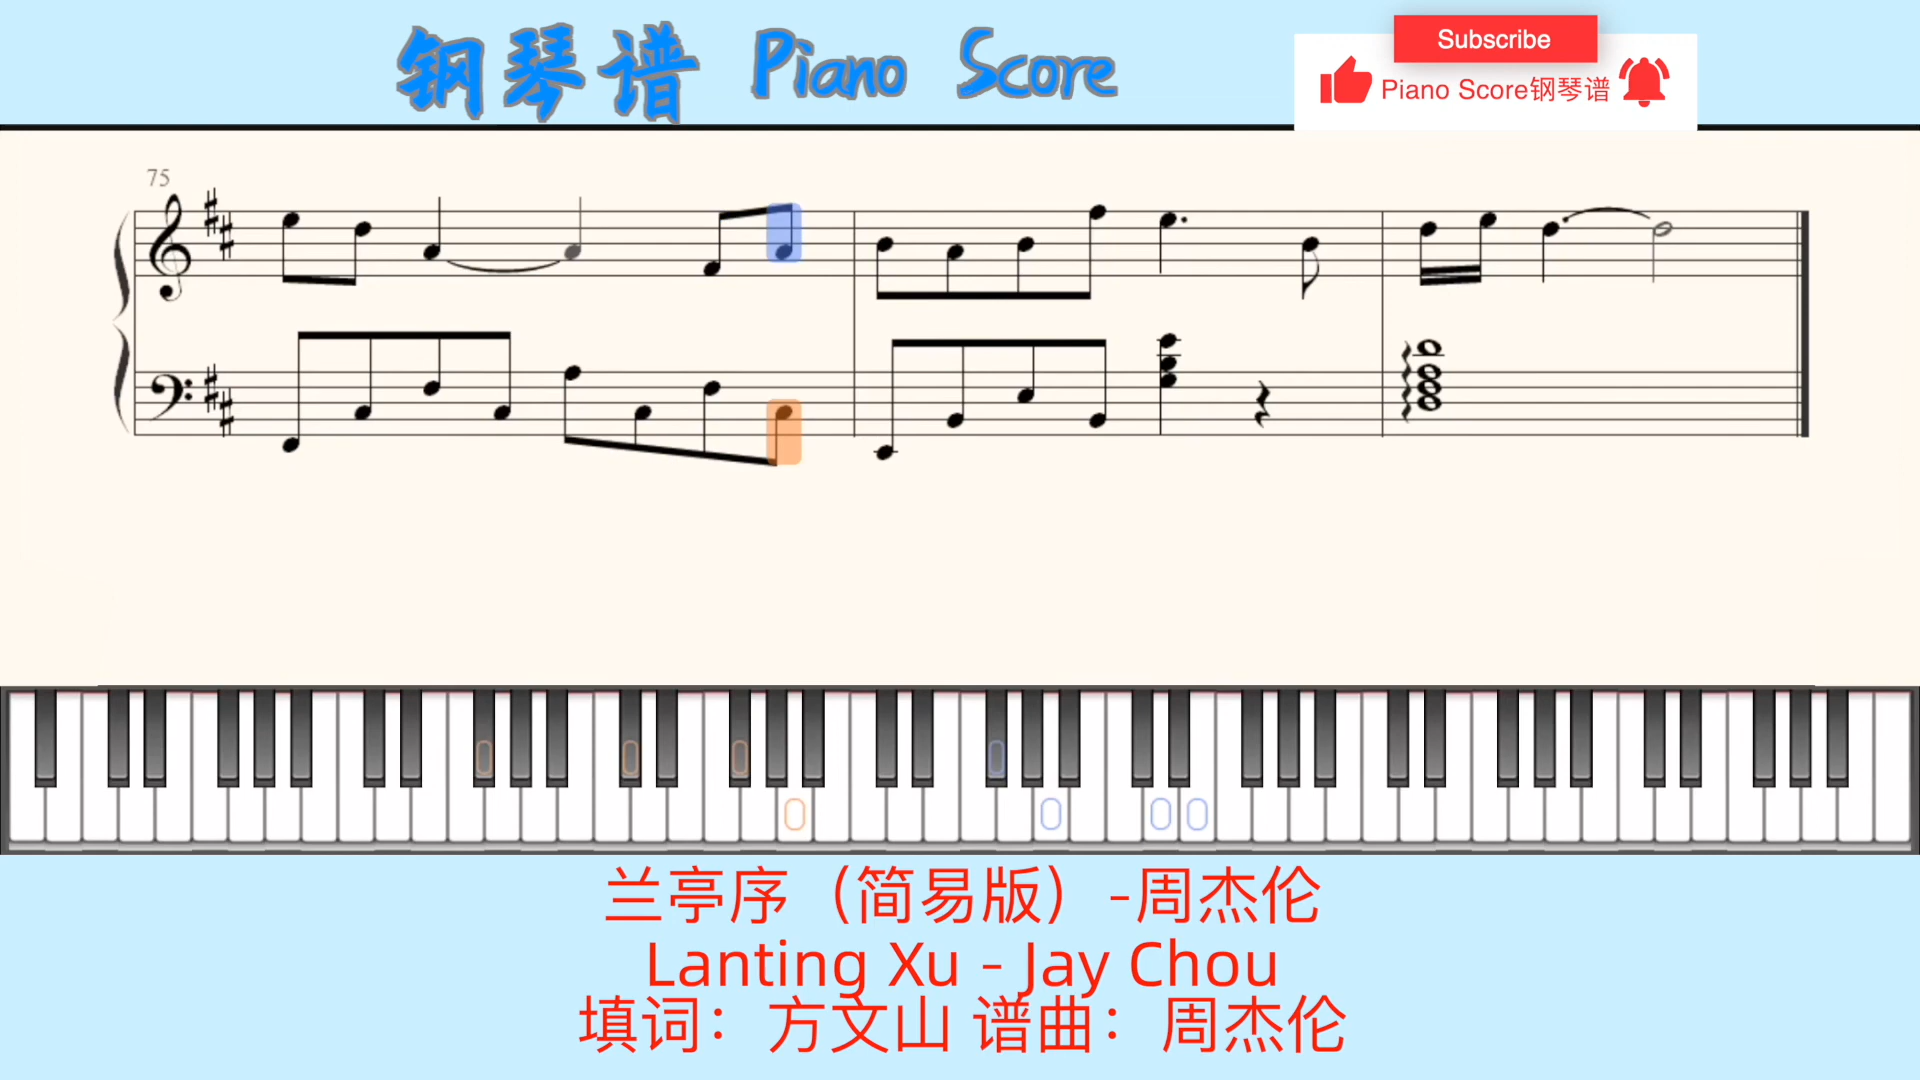 钢琴谱 Piano Score
Subscribe
Piano Score钢琴谱
75
兰亭序（简易版）-周杰伦
Lanting Xu - Jay Chou
填词：方文山 谱曲：周杰伦